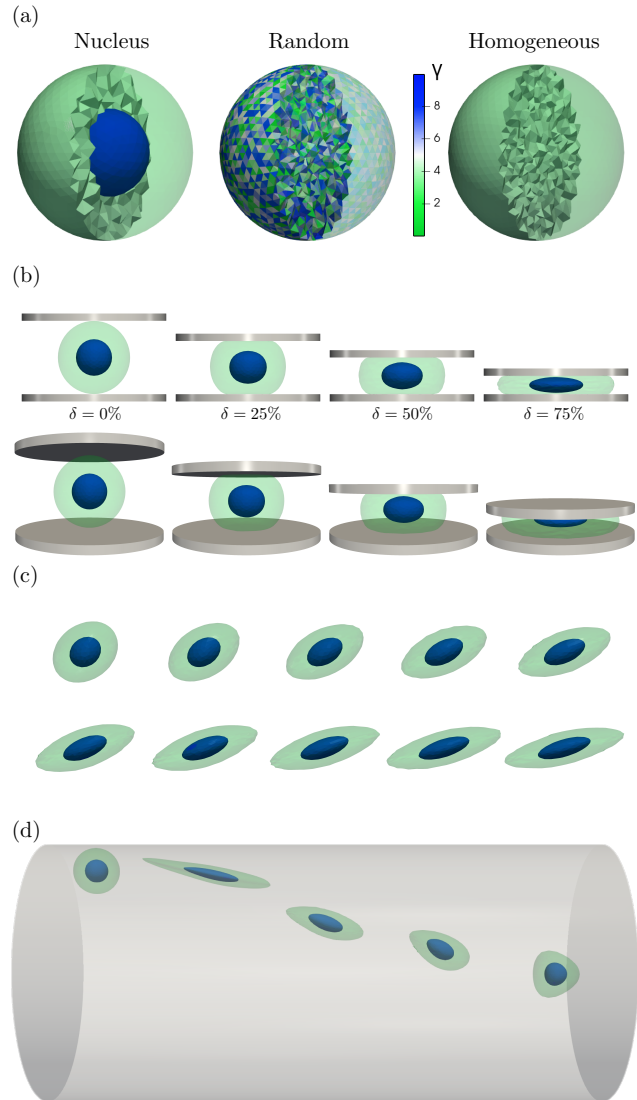 (a)
Nucleus Random Homogeneous
γ
8
6
4
2
(b)
δ = 0% δ = 25% δ = 50% δ = 75%
(c)
(d)